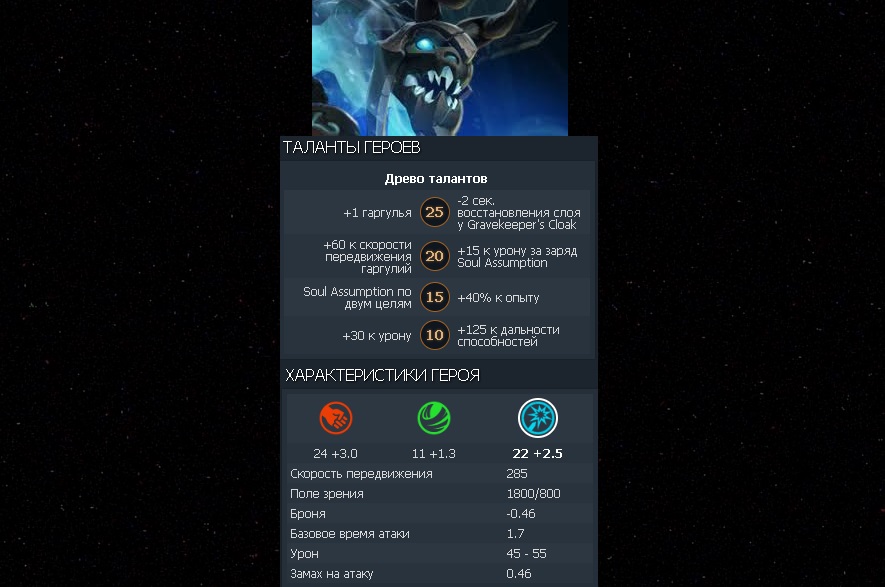 ТАЛАНТЫ ГЕРОЕВ
Древо талантов
+1 гаргулья
25
-2 сек.
восстановления слоя
у Gravekeeper's Cloak
+60 к скорости
передвижения
гаргулий
20
+15 к урону за заряд
Soul Assumption
Soul Assumption по
двум целям
15
+40% к опыту
+30 к урону
10
+125 к дальности
способностей
ХАРАКТЕРИСТИКИ ГЕРОЯ
24 +3.0
11 +1.3
22 +2.5
Скорость передвижения 285
Поле зрения 1800/800
Броня -0.46
Базовое время атаки 1.7
Урон 45 - 55
Замах на атаку 0.46